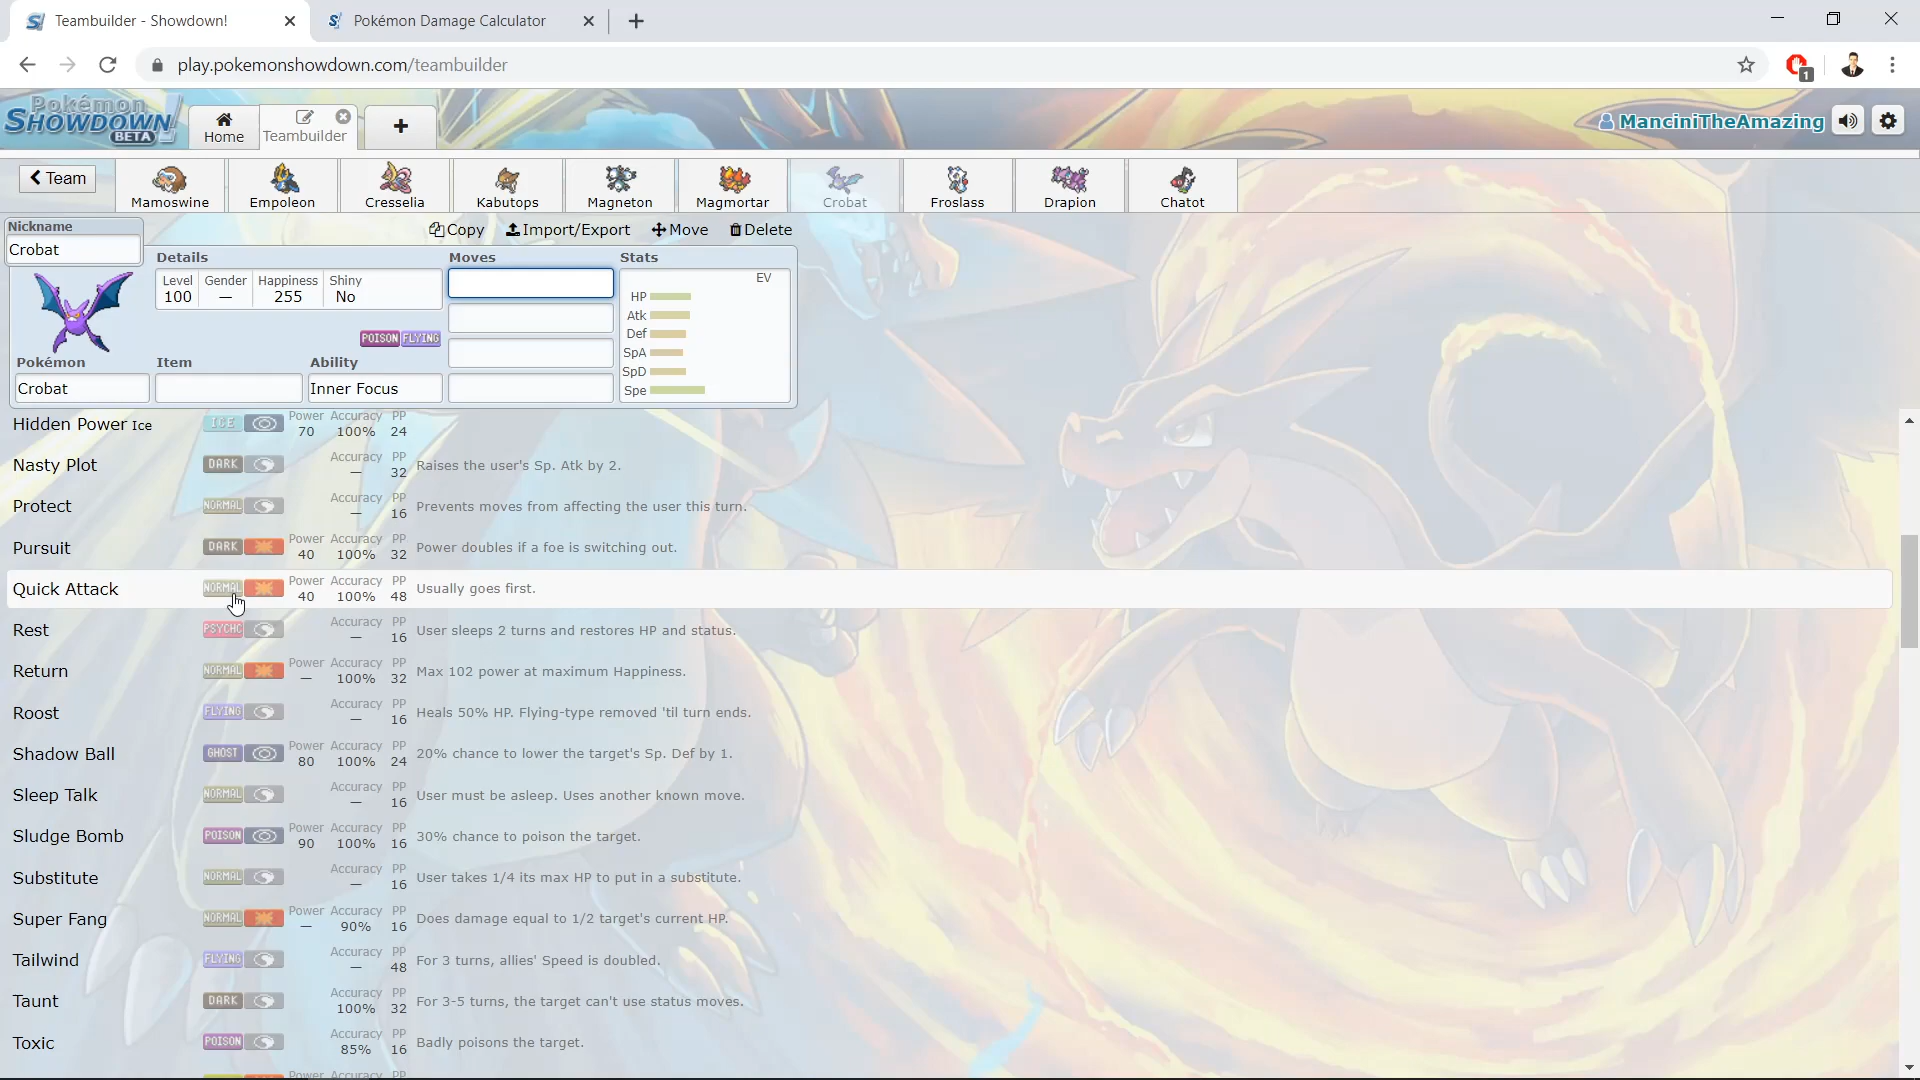 Teambuilder - Showdown!
Pokémon Damage Calculator
play.pokemonshowdown.com/teambuilder
1
Pokémon
SHOWDOWN
BETA
Home
Teambuilder
ManciniTheAmazing
Team
Mamoswine
Empoleon
Cresselia
Kabutops
Magneton
Magmortar
Crobat
Froslass
Drapion
Chatot
Nickname
Crobat
Copy
Import/Export
Move
Delete
Details
Level Gender Happiness Shiny
100 — 255 No
POISON FLYING
Pokémon
Crobat
Item
Ability
Inner Focus
Moves
Stats
EV
HP
Atk
Def
SpA
SpD
Spe
Hidden Power Ice ICE Power 70 Accuracy 100% PP 24
Nasty Plot DARK Accuracy — PP 32 Raises the user's Sp. Atk by 2.
Protect NORMAL Accuracy — PP 16 Prevents moves from affecting the user this turn.
Pursuit DARK Power 40 Accuracy 100% PP 32 Power doubles if a foe is switching out.
Quick Attack NORMAL Power 40 Accuracy 100% PP 48 Usually goes first.
Rest PSYCHC Accuracy — PP 16 User sleeps 2 turns and restores HP and status.
Return NORMAL Power — Accuracy 100% PP 32 Max 102 power at maximum Happiness.
Roost FLYING Accuracy — PP 16 Heals 50% HP. Flying-type removed 'til turn ends.
Shadow Ball GHOST Power 80 Accuracy 100% PP 24 20% chance to lower the target's Sp. Def by 1.
Sleep Talk NORMAL Accuracy — PP 16 User must be asleep. Uses another known move.
Sludge Bomb POISON Power 90 Accuracy 100% PP 16 30% chance to poison the target.
Substitute NORMAL Accuracy — PP 16 User takes 1/4 its max HP to put in a substitute.
Super Fang NORMAL Power — Accuracy 90% PP 16 Does damage equal to 1/2 target's current HP.
Tailwind FLYING Accuracy — PP 48 For 3 turns, allies' Speed is doubled.
Taunt DARK Accuracy 100% PP 32 For 3-5 turns, the target can't use status moves.
Toxic POISON Accuracy 85% PP 16 Badly poisons the target.
Power Accuracy PP